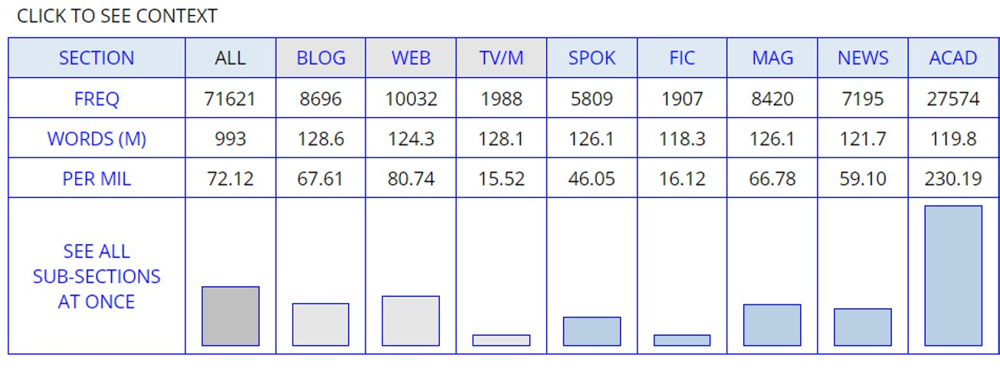 CLICK TO SEE CONTEXT
SECTION ALL BLOG WEB TV/M SPOK FIC MAG NEWS ACAD
FREQ 71621 8696 10032 1988 5809 1907 8420 7195 27574
WORDS (M) 993 128.6 124.3 128.1 126.1 118.3 126.1 121.7 119.8
PER MIL 72.12 67.61 80.74 15.52 46.05 16.12 66.78 59.10 230.19
SEE ALL
SUB-SECTIONS
AT ONCE